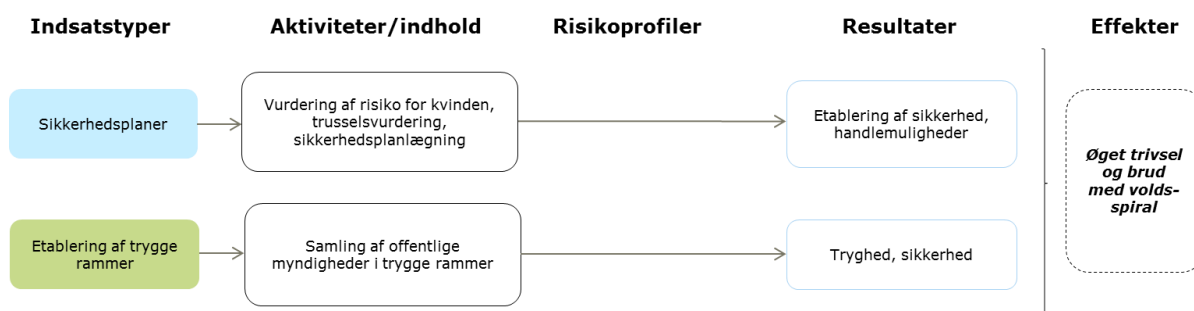 Indsatstyper
Aktiviteter/indhold
Risikoprofiler
Resultater
Effekter
Sikkerhedsplaner
Vurdering af risiko for kvinden,
trusselsvurdering,
sikkerhedsplanlægning
Etablering af sikkerhed,
handlemuligheder
Øget trivsel
og brud
med volds-
spiral
Etablering af trygge
rammer
Samling af offentlige
myndigheder i trygge rammer
Tryghed, sikkerhed